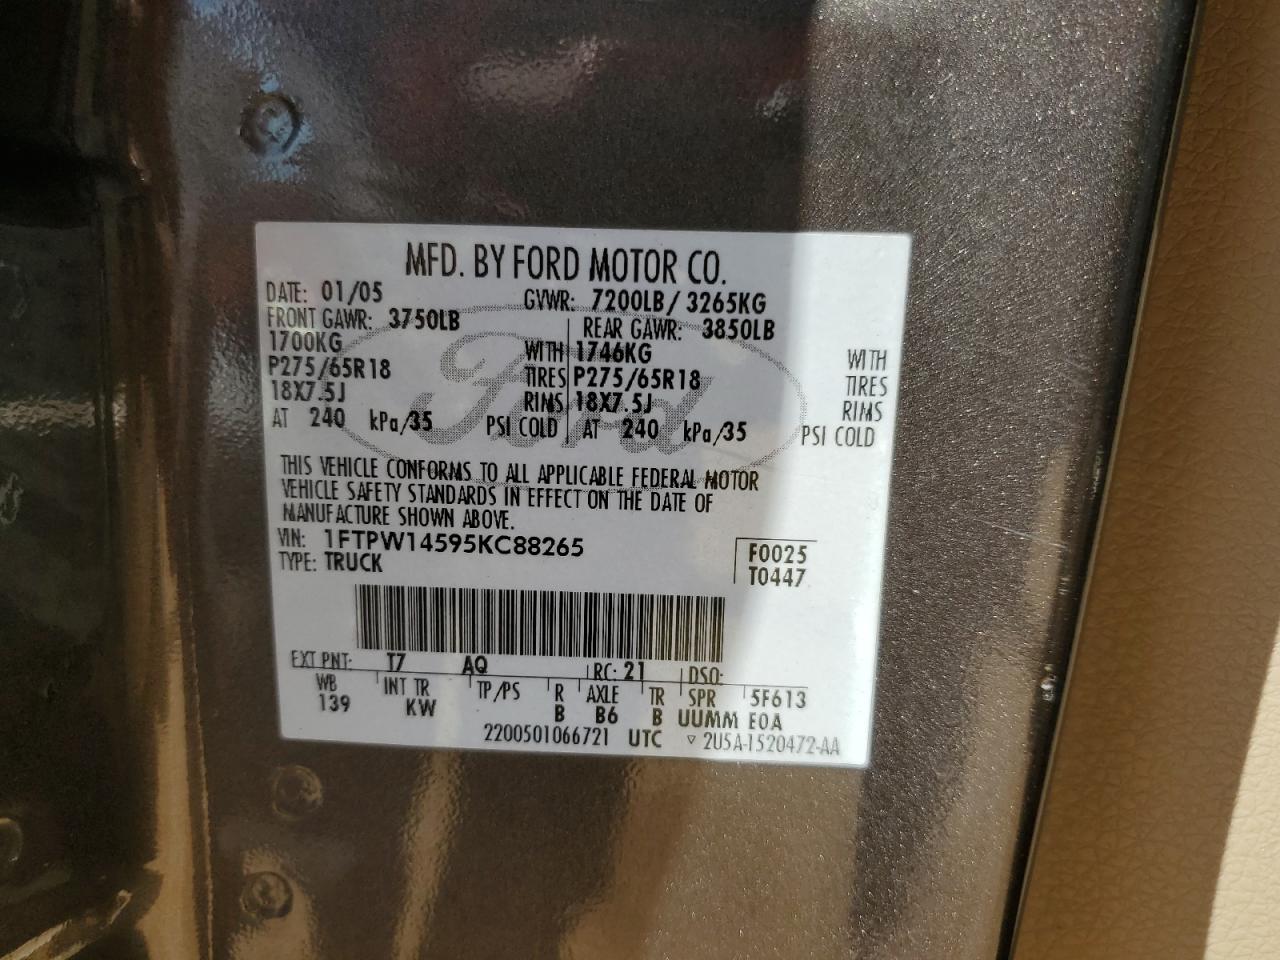 MFD. BY FORD MOTOR CO.
DATE: 01/05 GVWR: 7200LB / 3265KG
FRONT GAWR: 3750LB REAR GAWR: 3850LB
1700KG WITH 1746KG WITH
P275/65R18 TIRES P275/65R18 TIRES
18X7.5J RIMS 18X7.5J RIMS
AT 240 kPa/35 PSI COLD AT 240 kPa/35 PSI COLD
Ford
THIS VEHICLE CONFORMS TO ALL APPLICABLE FEDERAL MOTOR
VEHICLE SAFETY STANDARDS IN EFFECT ON THE DATE OF
MANUFACTURE SHOWN ABOVE.
VIN: 1FTPW14595KC88265 F0025
TYPE: TRUCK T0447
EXT PNT: T7 AQ RC: 21 DSO:
WB INT TR TP/PS R AXLE TR SPR 5F613
139 KW B B6 B UUMM E0A
2200501066721 UTC ▽ 2U5A-1520472-AA